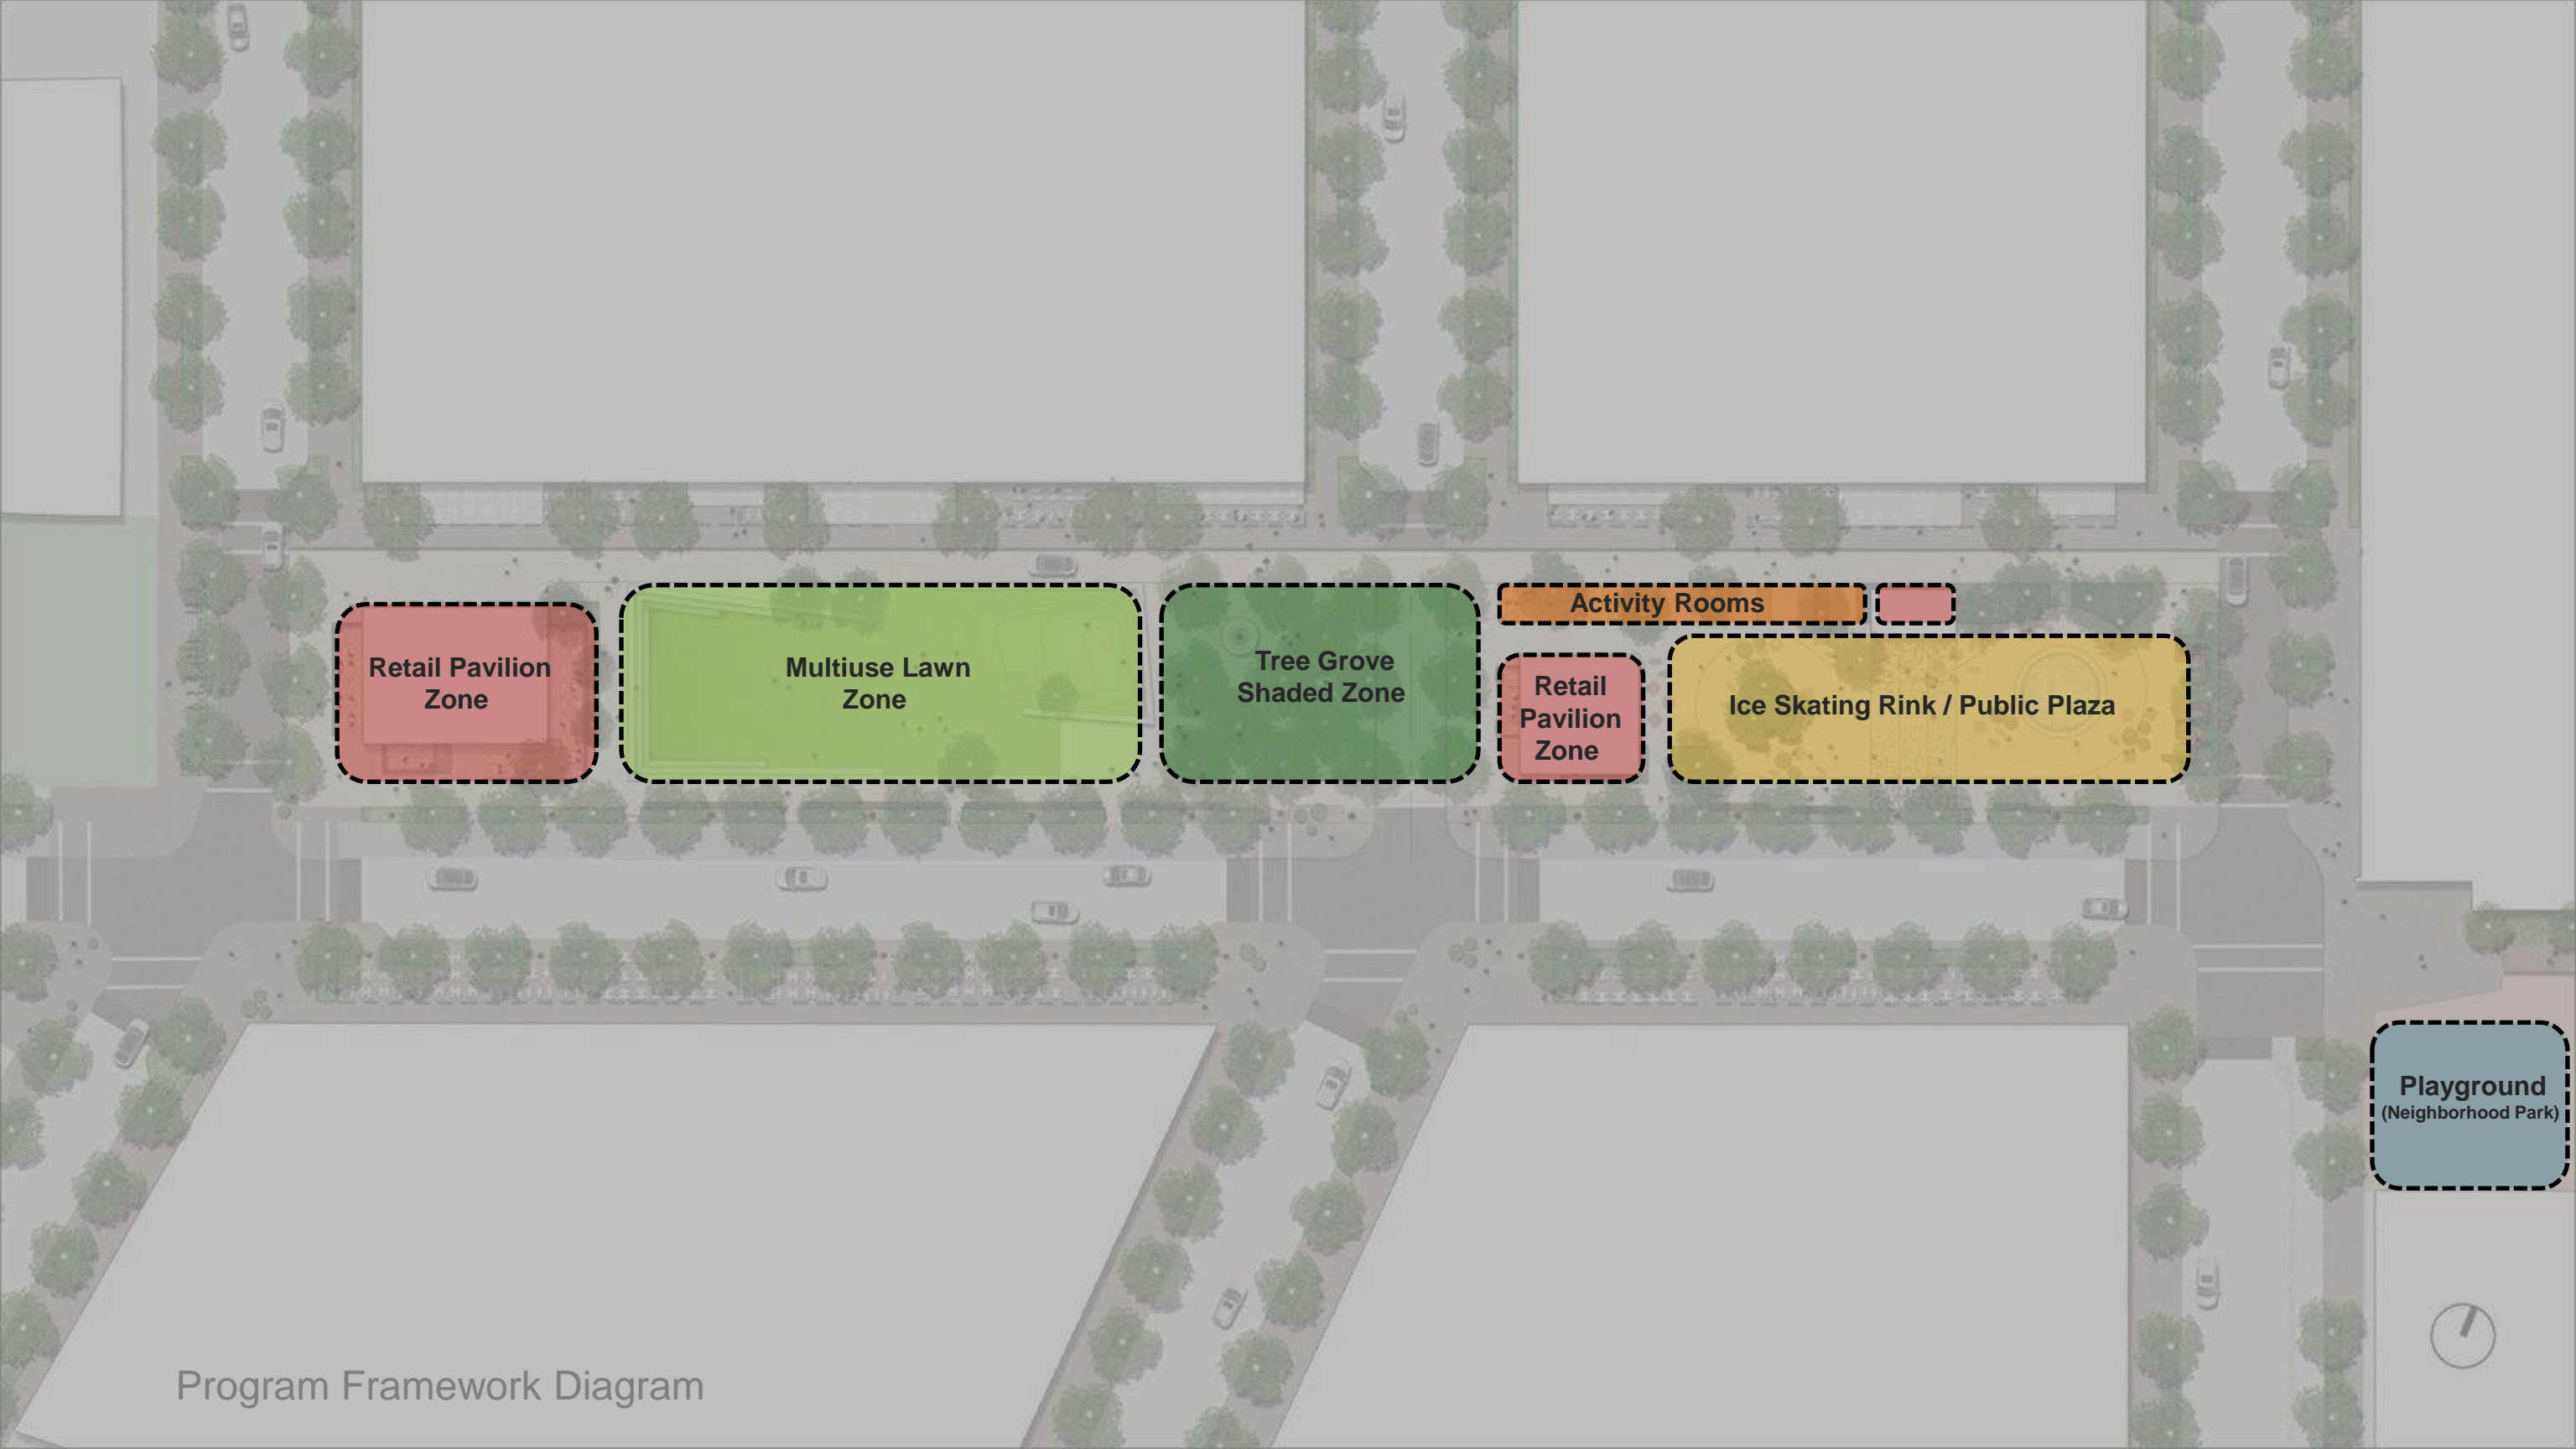 Activity Rooms
Retail Pavilion
Zone
Multiuse Lawn
Zone
Tree Grove
Shaded Zone
Retail
Pavilion
Zone
Ice Skating Rink / Public Plaza
Playground
(Neighborhood Park)
Program Framework Diagram